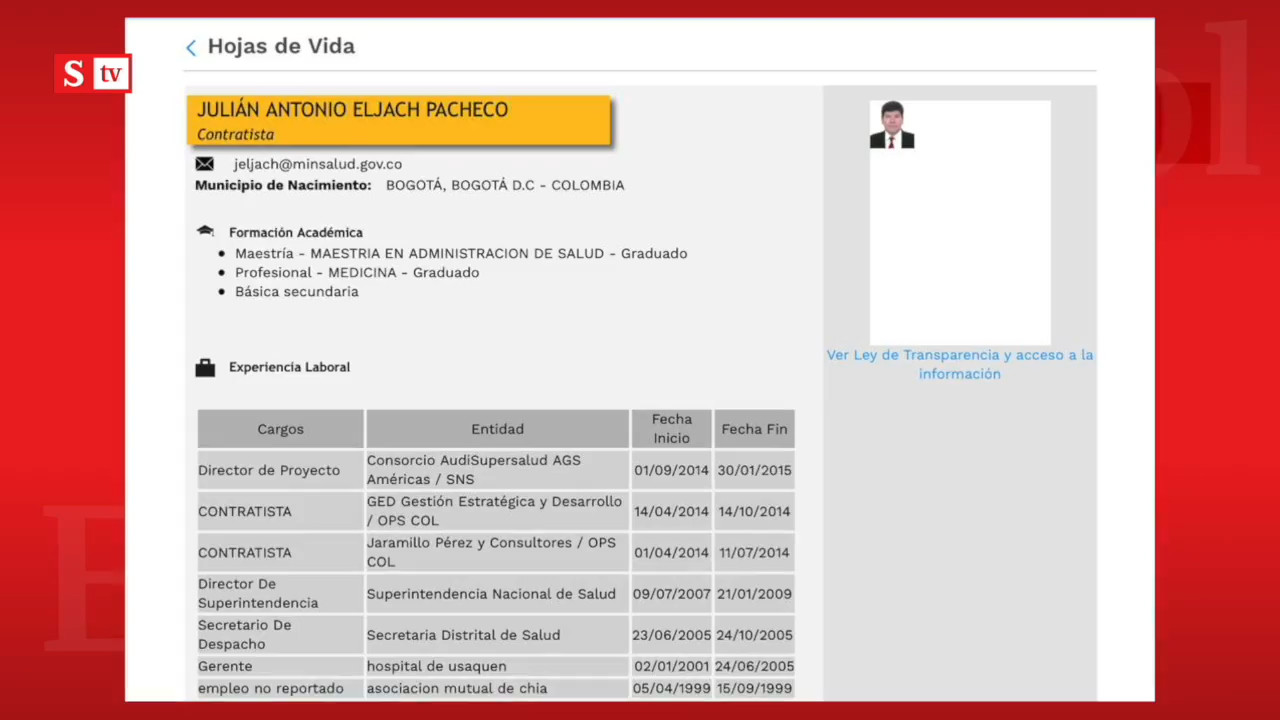 S tv
Hojas de Vida
JULIÁN ANTONIO ELJACH PACHECO
Contratista
jeljach@minsalud.gov.co
Municipio de Nacimiento: BOGOTÁ, BOGOTÁ D.C - COLOMBIA
Formación Académica
Maestría - MAESTRIA EN ADMINISTRACION DE SALUD - Graduado
Profesional - MEDICINA - Graduado
Básica secundaria
Ver Ley de Transparencia y acceso a la
información
Experiencia Laboral
Cargos Entidad Fecha Inicio Fecha Fin
Director de Proyecto Consorcio AudiSupersalud AGS Américas / SNS 01/09/2014 30/01/2015
CONTRATISTA GED Gestión Estratégica y Desarrollo / OPS COL 14/04/2014 14/10/2014
CONTRATISTA Jaramillo Pérez y Consultores / OPS COL 01/04/2014 11/07/2014
Director De Superintendencia Superintendencia Nacional de Salud 09/07/2007 21/01/2009
Secretario De Despacho Secretaria Distrital de Salud 23/06/2005 24/10/2005
Gerente hospital de usaquen 02/01/2001 24/06/2005
empleo no reportado asociacion mutual de chia 05/04/1999 15/09/1999